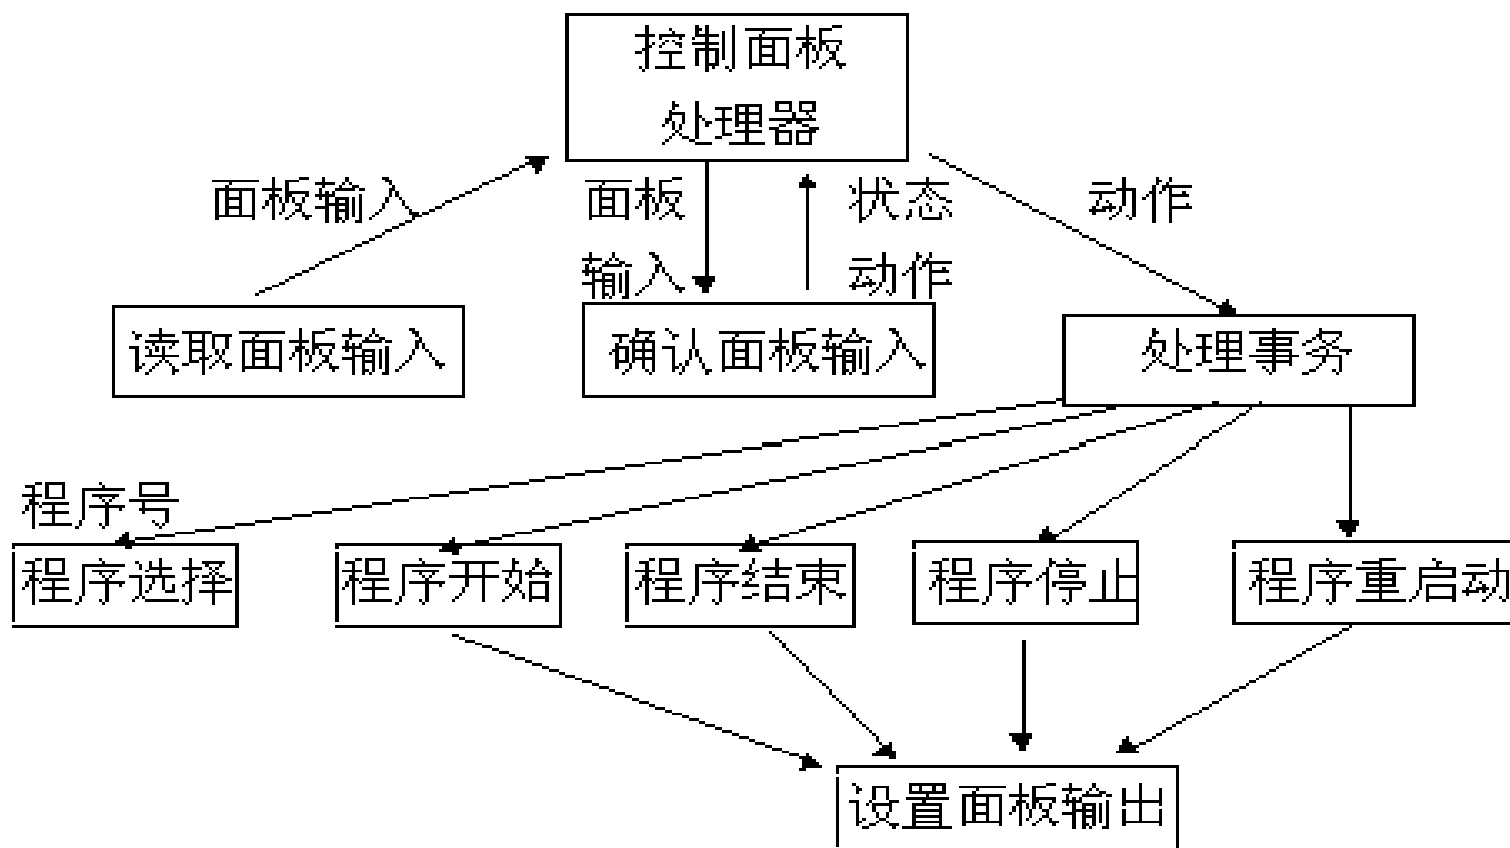 控制面板
处理器
面板输入
面板
状态
动作
输入
动作
读取面板输入
确认面板输入
处理事务
程序号
程序选择
程序开始
程序结束
程序停止
程序重启动
设置面板输出